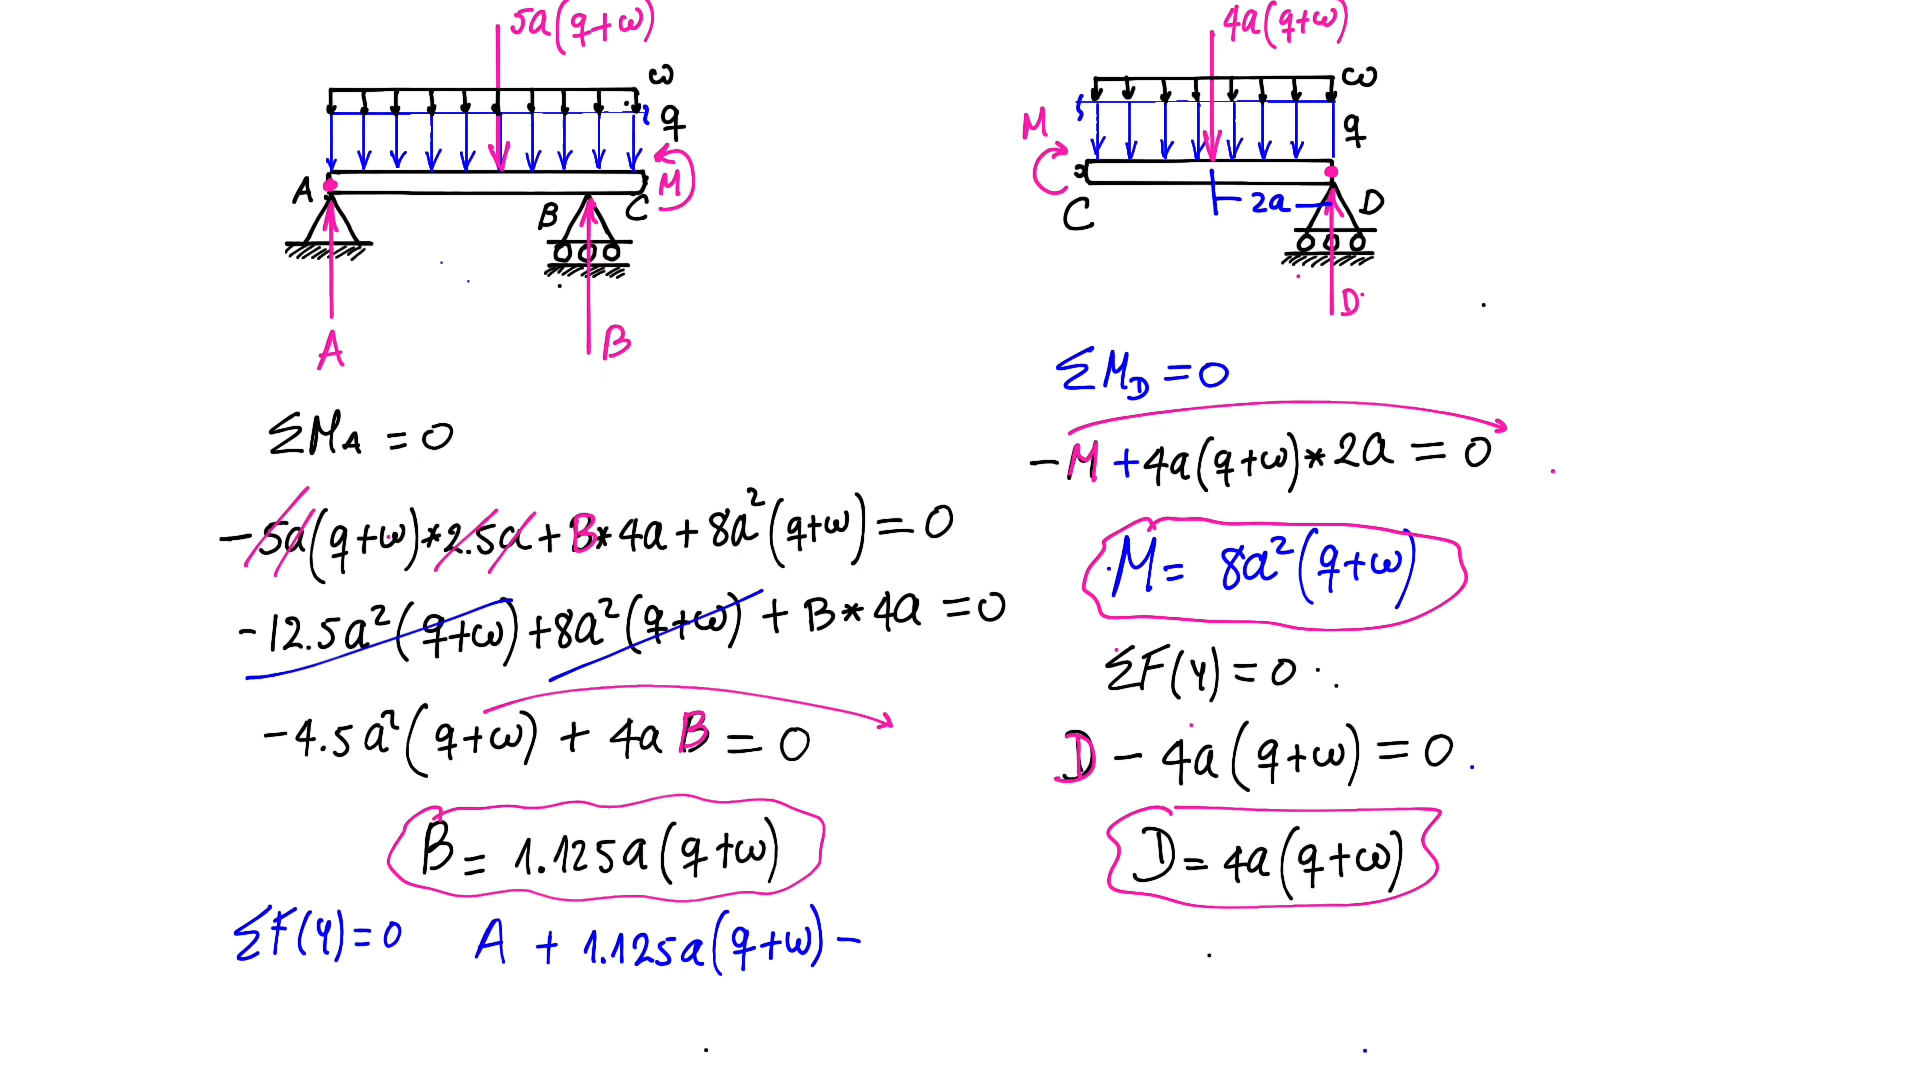 5a(q+ω)
ω
q
M
A
B
C
A
B
ΣM_A = 0
-5a(q+ω)*2.5a + B*4a + 8a²(q+ω) = 0
-12.5a²(q+ω) + 8a²(q+ω) + B*4a = 0
-4.5a²(q+ω) + 4a B = 0
B = 1.125a(q+ω)
ΣF(y) = 0 A + 1.125a(q+ω) -
4a(q+ω)
ω
M
q
C
2a
D
D
ΣM_D = 0
-M + 4a(q+ω)*2a = 0
M = 8a²(q+ω)
ΣF(y) = 0
D - 4a(q+ω) = 0
D = 4a(q+ω)